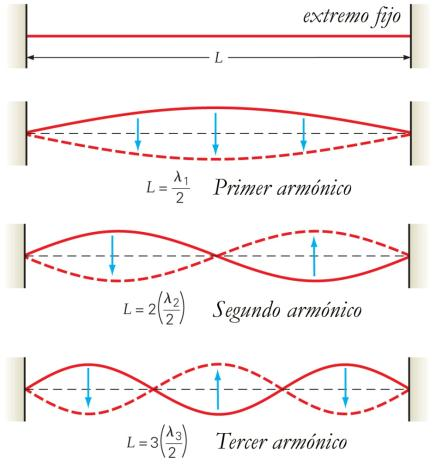 extremo fijo
L
L = λ₁/2 Primer armónico
L = 2(λ₂/2) Segundo armónico
L = 3(λ₃/2) Tercer armónico